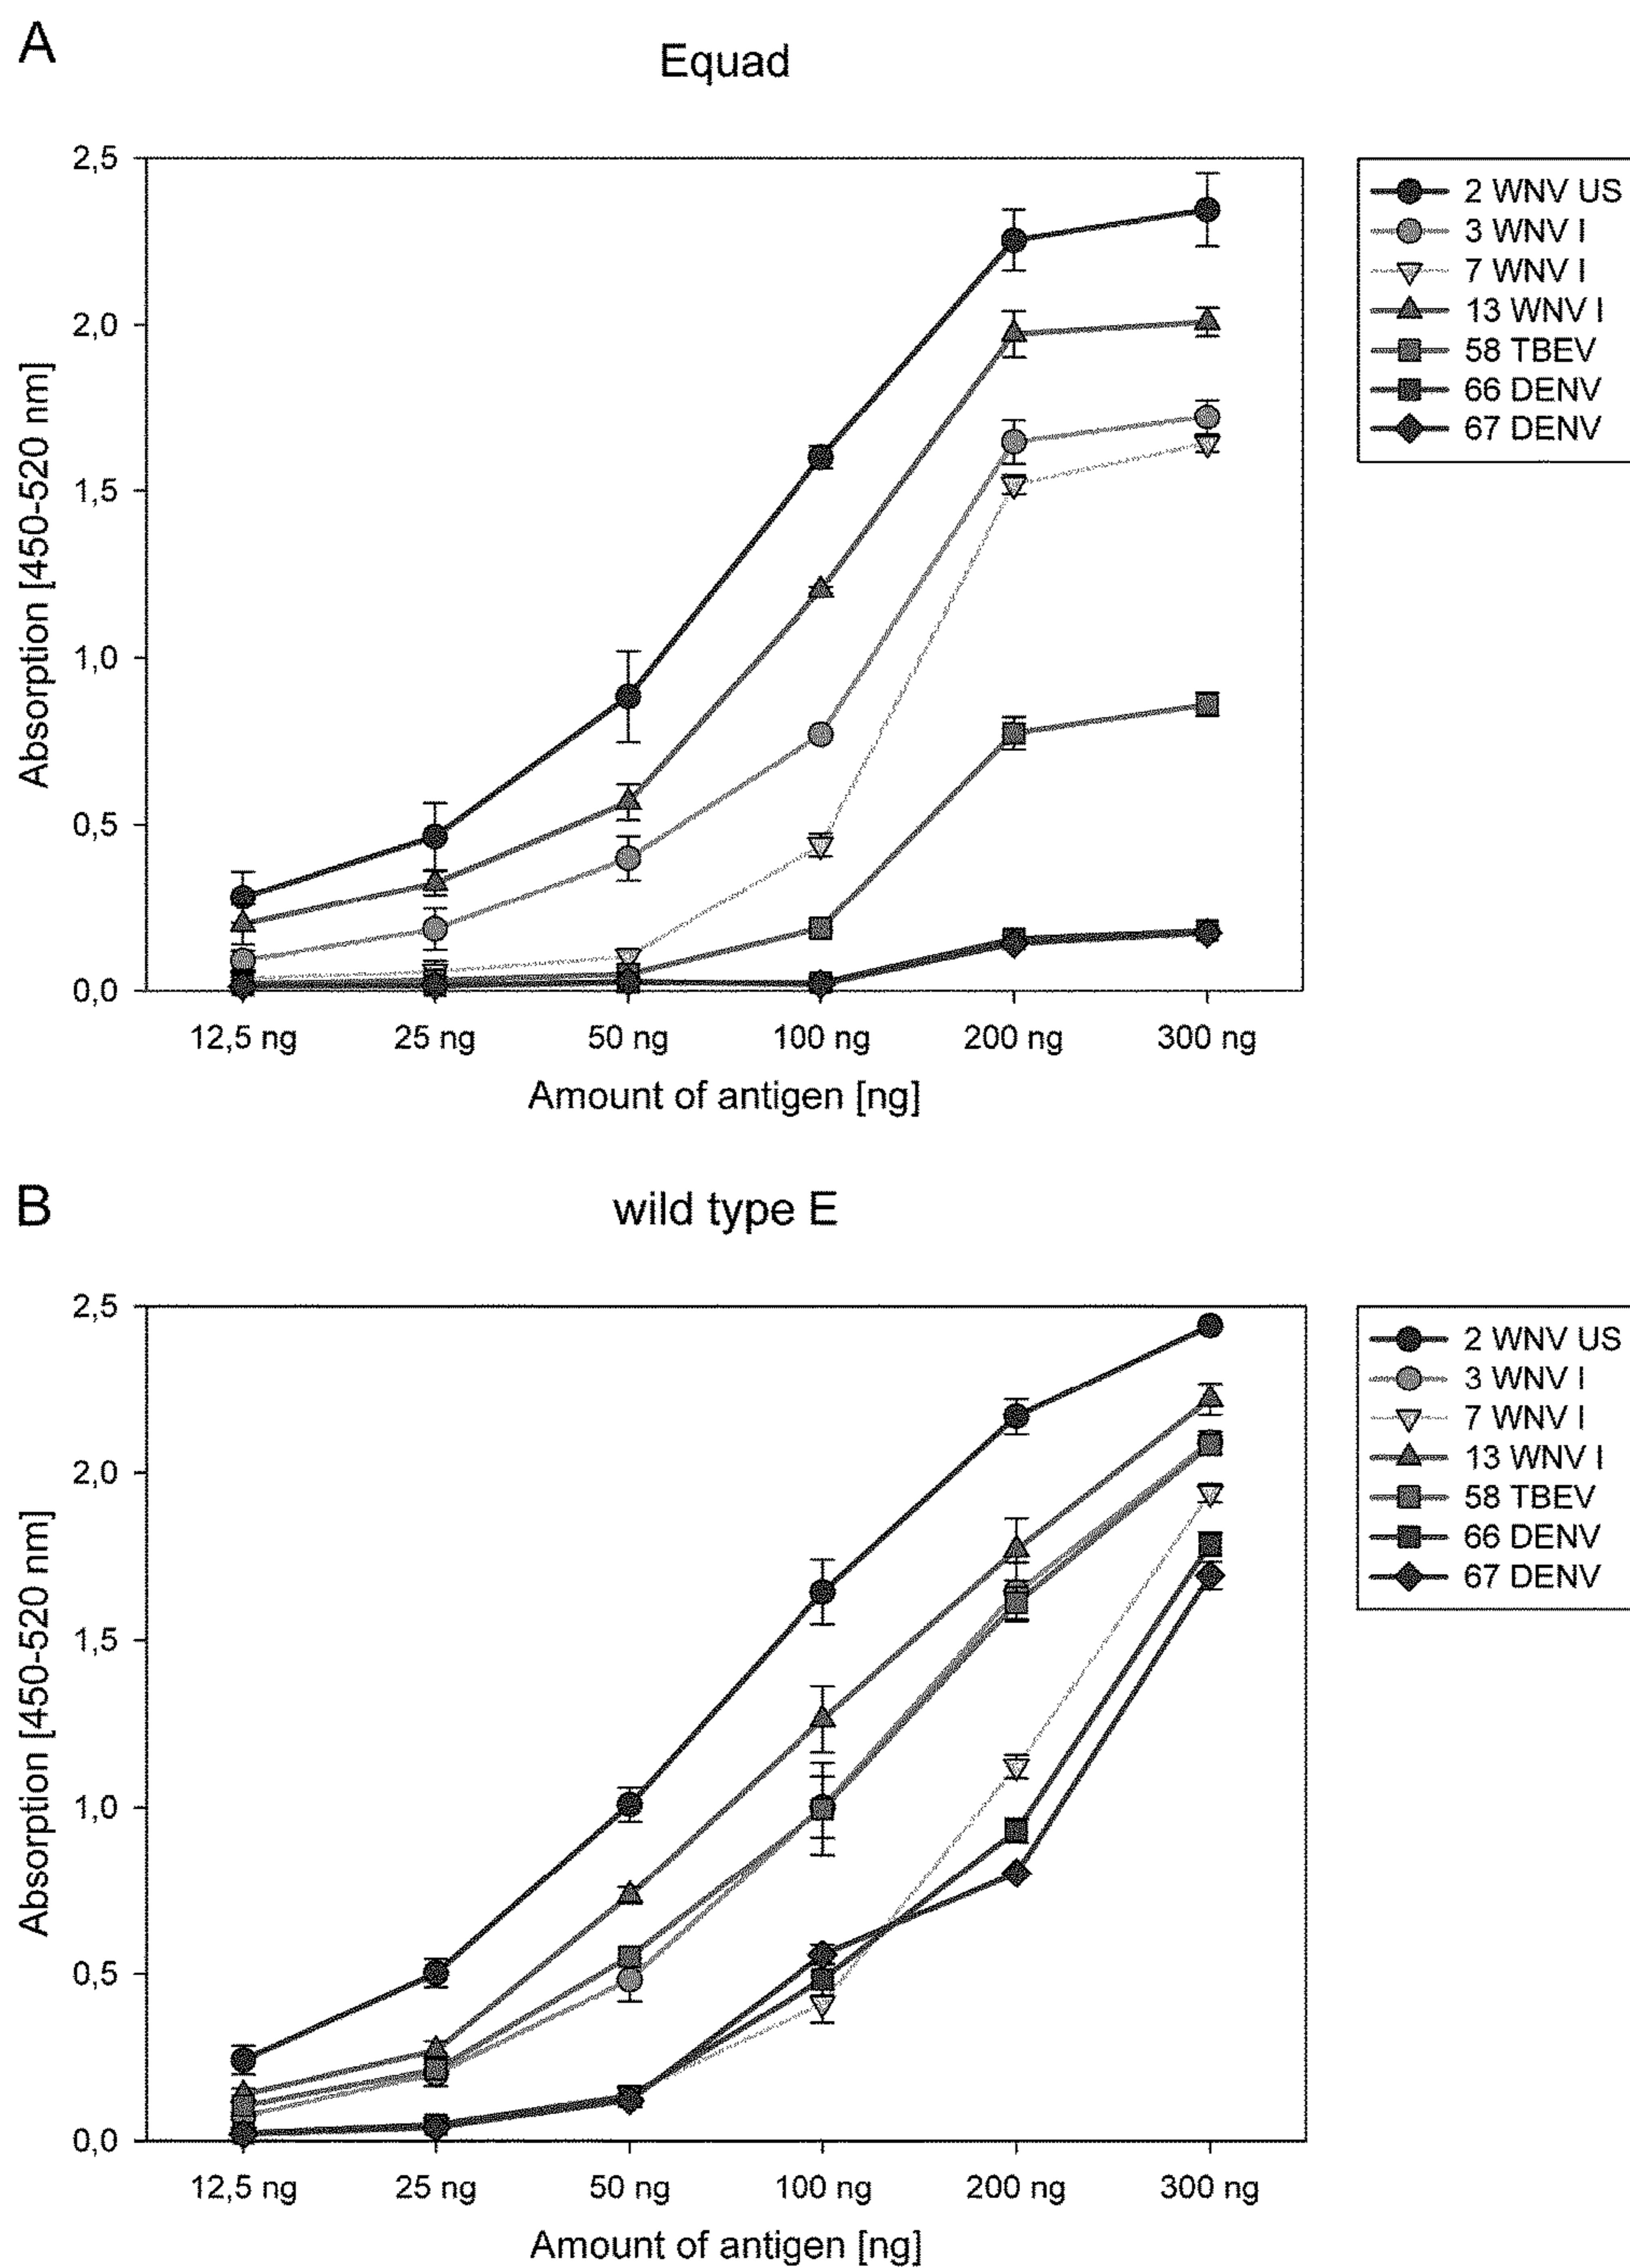 A
Equad
2,5
2,0
1,5
1,0
0,5
0,0
Absorption [450-520 nm]
12,5 ng 25 ng 50 ng 100 ng 200 ng 300 ng
Amount of antigen [ng]
2 WNV US
3 WNV I
7 WNV I
13 WNV I
58 TBEV
66 DENV
67 DENV
B
wild type E
2,5
2,0
1,5
1,0
0,5
0,0
Absorption [450-520 nm]
12,5 ng 25 ng 50 ng 100 ng 200 ng 300 ng
Amount of antigen [ng]
2 WNV US
3 WNV I
7 WNV I
13 WNV I
58 TBEV
66 DENV
67 DENV